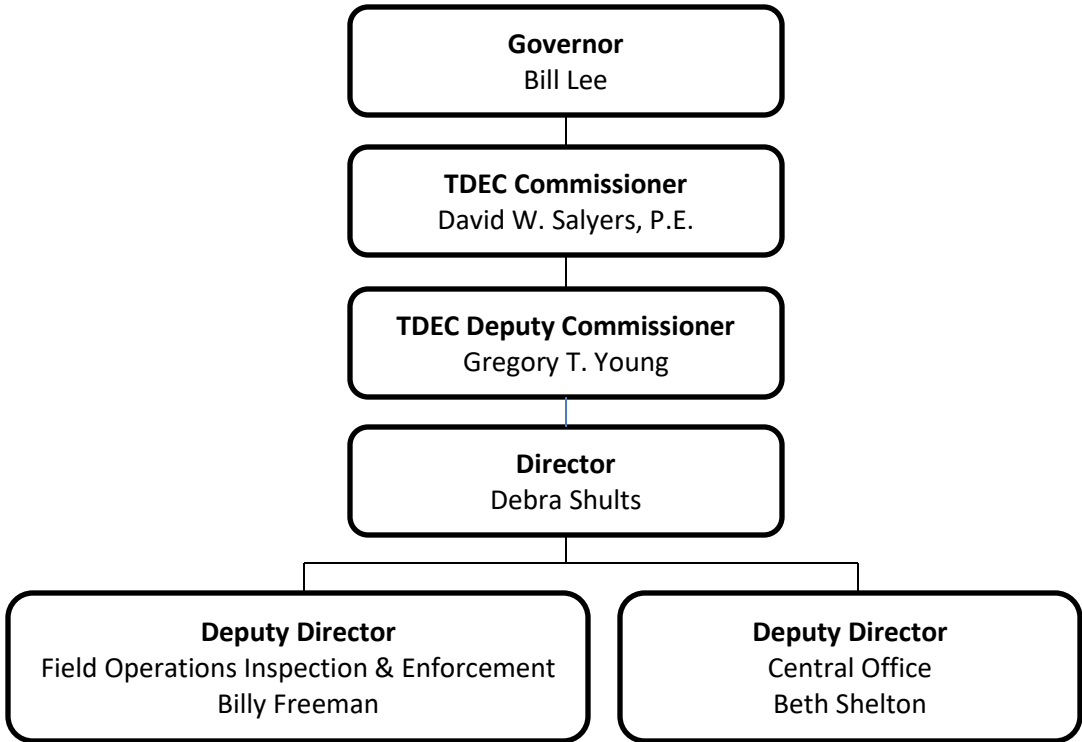 Governor
Bill Lee
TDEC Commissioner
David W. Salyers, P.E.
TDEC Deputy Commissioner
Gregory T. Young
Director
Debra Shults
Deputy Director
Field Operations Inspection & Enforcement
Billy Freeman
Deputy Director
Central Office
Beth Shelton